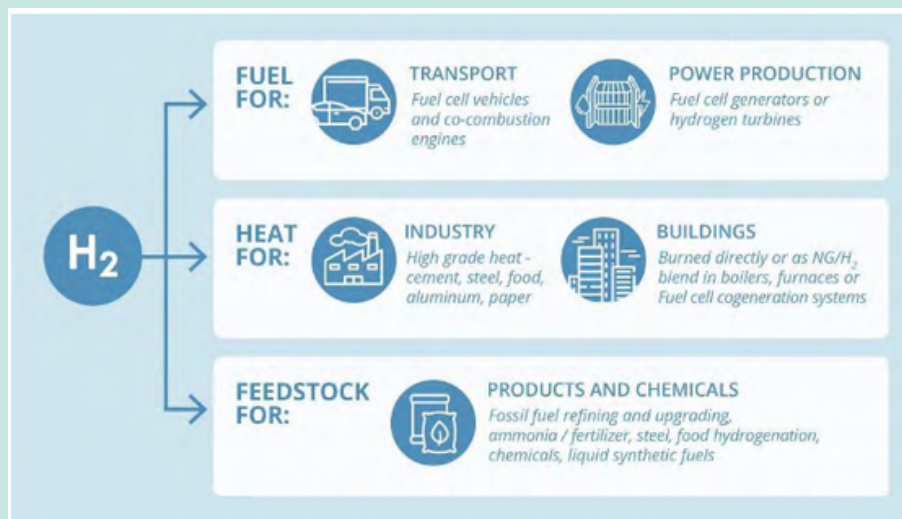 H₂
FUEL
FOR:
TRANSPORT
Fuel cell vehicles
and co-combustion
engines
POWER PRODUCTION
Fuel cell generators or
hydrogen turbines
HEAT
FOR:
INDUSTRY
High grade heat -
cement, steel, food,
aluminum, paper
BUILDINGS
Burned directly or as NG/H₂
blend in boilers, furnaces or
Fuel cell cogeneration systems
FEEDSTOCK
FOR:
PRODUCTS AND CHEMICALS
Fossil fuel refining and upgrading,
ammonia / fertilizer, steel, food hydrogenation,
chemicals, liquid synthetic fuels